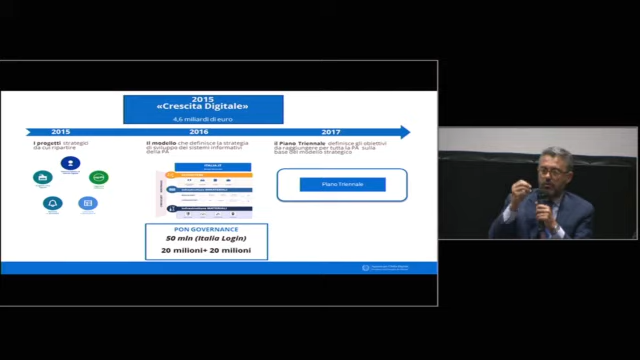 2015
«Crescita Digitale»
4,6 miliardi di euro
2015
2016
2017
I progetti strategici
da cui ripartire
Il modello che definisce la strategia
di sviluppo dei sistemi informativi
della PA
Il Piano Triennale definisce gli obiettivi
da raggiungere per tutta la PA sulla
base del modello strategico
ITALIA.IT
Piano Triennale
PON GOVERNANCE
50 mln (Italia Login)
20 milioni+ 20 milioni